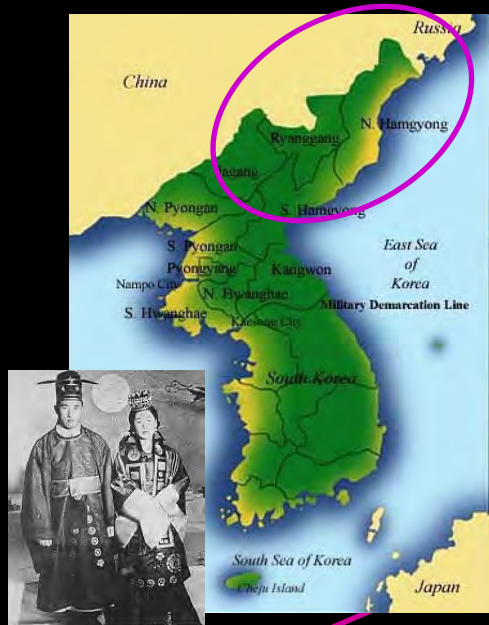 Russia
China
N. Hamgyong
Ryanggang
Jagang
N. Pyongan
S. Hamgyong
S. Pyongan
East Sea
of
Korea
Pyongyang
Kangwon
Nampo City
N. Hwanghae
Military Demarcation Line
S. Hwanghae
Kaesong City
South Korea
South Sea of Korea
Cheju Island
Japan